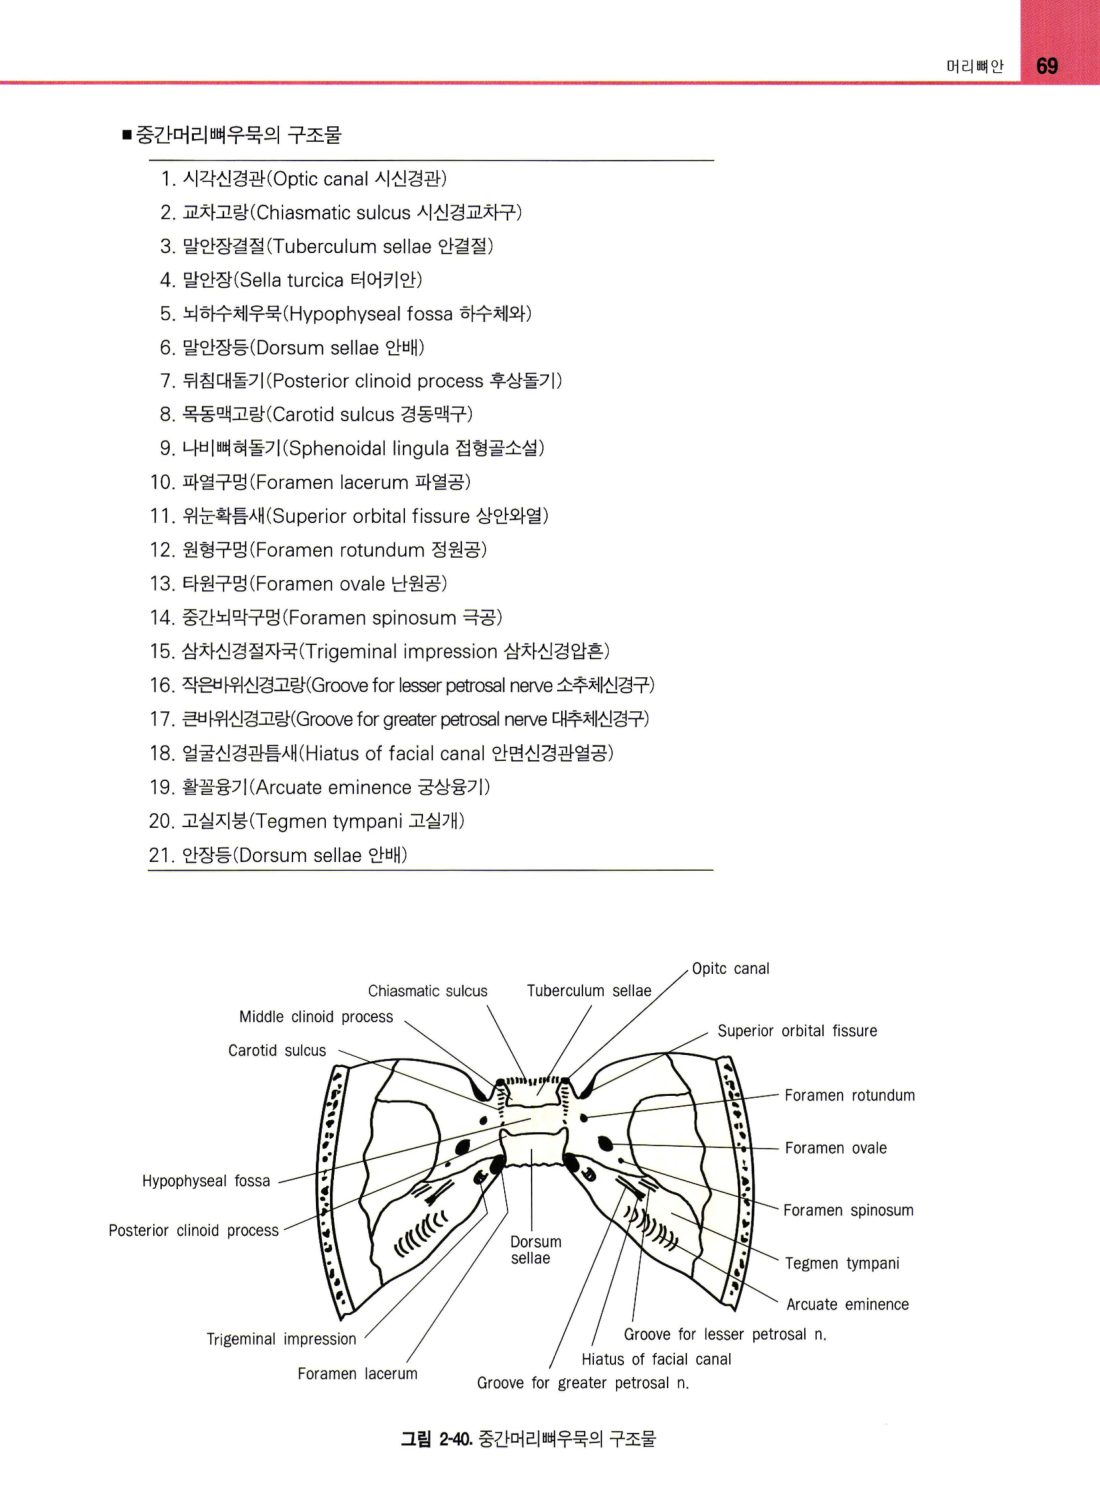 머리뼈안 69
■ 중간머리뼈우묵의 구조물
1. 시각신경관(Optic canal 시신경관)
2. 교차고랑(Chiasmatic sulcus 시신경교차구)
3. 말안장결절(Tuberculum sellae 안결절)
4. 말안장(Sella turcica 터어키안)
5. 뇌하수체우묵(Hypophyseal fossa 하수체와)
6. 말안장등(Dorsum sellae 안배)
7. 뒤침대돌기(Posterior clinoid process 후상돌기)
8. 목동맥고랑(Carotid sulcus 경동맥구)
9. 나비뼈혀돌기(Sphenoidal lingula 접형골소설)
10. 파열구멍(Foramen lacerum 파열공)
11. 위눈확틈새(Superior orbital fissure 상안와열)
12. 원형구멍(Foramen rotundum 정원공)
13. 타원구멍(Foramen ovale 난원공)
14. 중간뇌막구멍(Foramen spinosum 극공)
15. 삼차신경절자국(Trigeminal impression 삼차신경압흔)
16. 작은바위신경고랑(Groove for lesser petrosal nerve 소추체신경구)
17. 큰바위신경고랑(Groove for greater petrosal nerve 대추체신경구)
18. 얼굴신경관틈새(Hiatus of facial canal 안면신경관열공)
19. 활꼴융기(Arcuate eminence 궁상융기)
20. 고실지붕(Tegmen tympani 고실개)
21. 안장등(Dorsum sellae 안배)
Opitc canal
Chiasmatic sulcus
Tuberculum sellae
Middle clinoid process
Superior orbital fissure
Carotid sulcus
Foramen rotundum
Foramen ovale
Hypophyseal fossa
Foramen spinosum
Posterior clinoid process
Dorsum
sellae
Tegmen tympani
Arcuate eminence
Trigeminal impression
Groove for lesser petrosal n.
Hiatus of facial canal
Foramen lacerum
Groove for greater petrosal n.
그림 2-40. 중간머리뼈우묵의 구조물